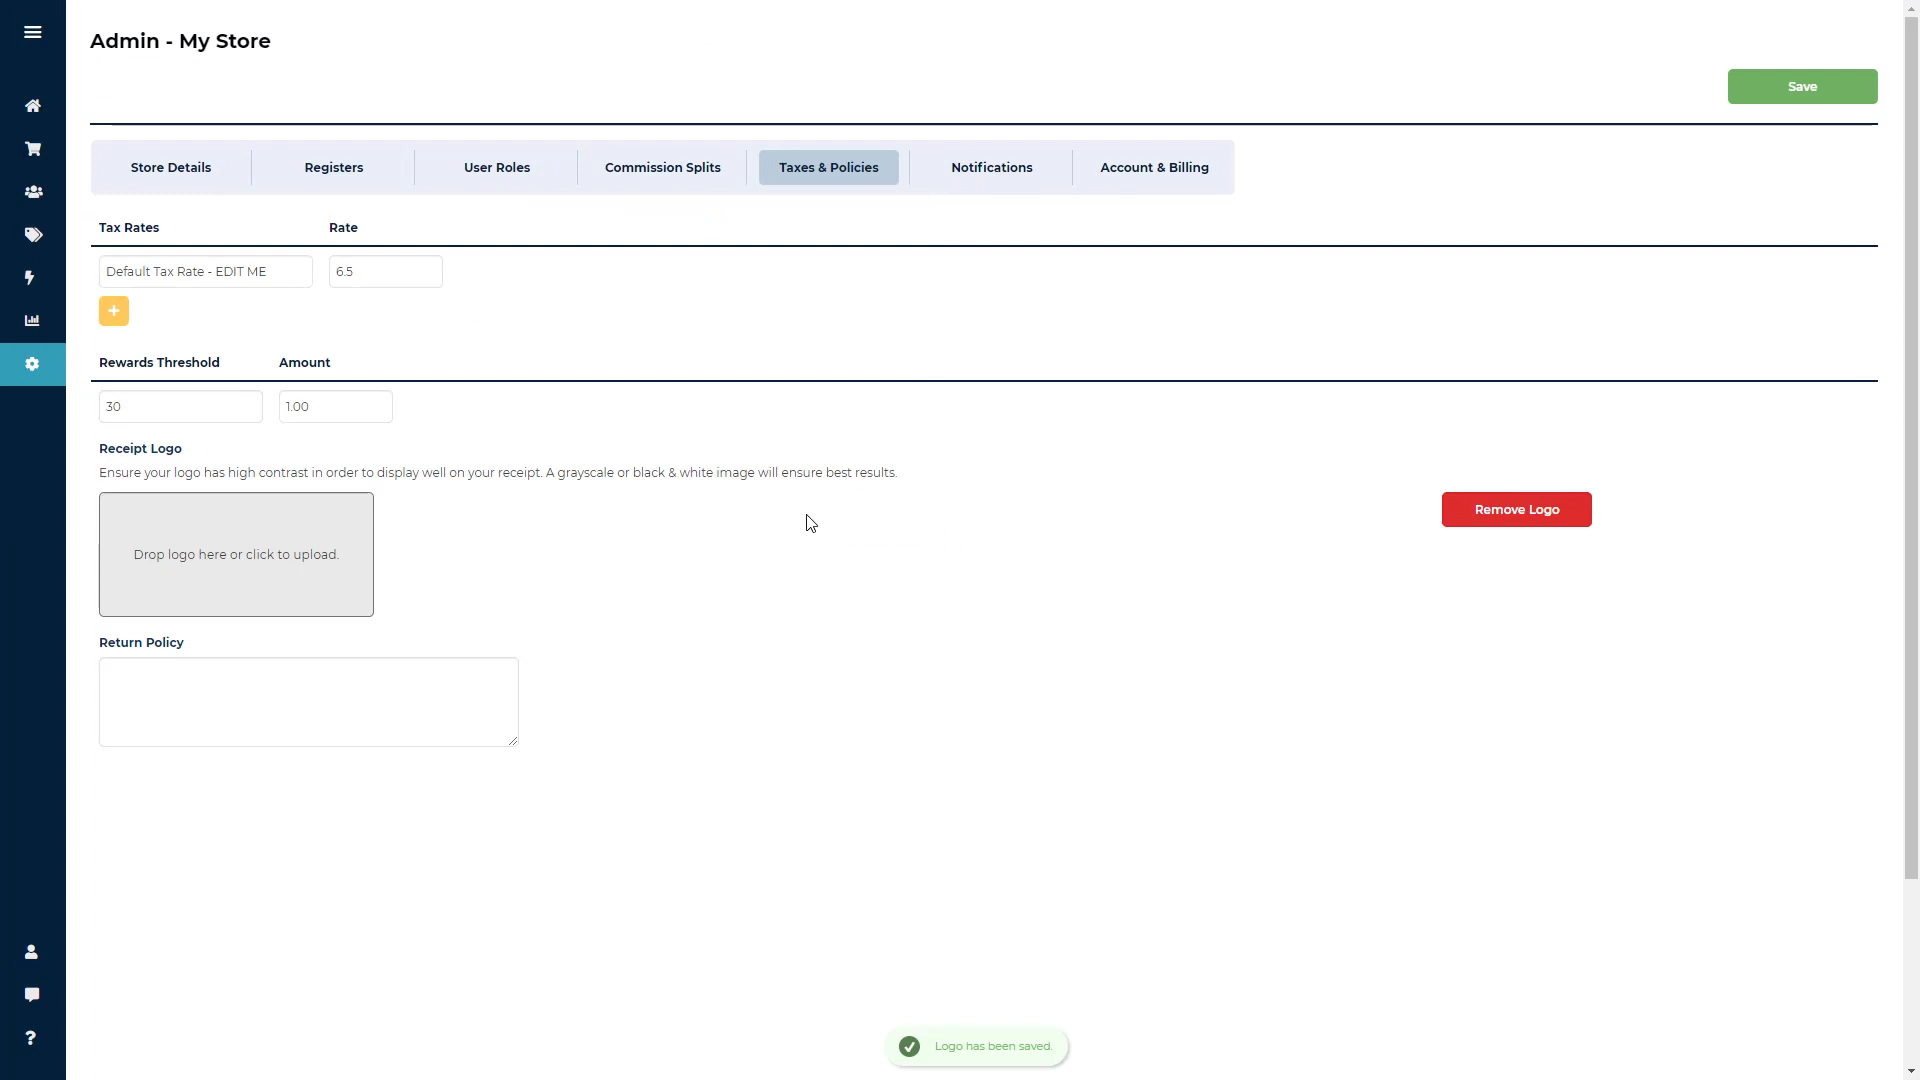 Admin - My Store
Save
Store Details
Registers
User Roles
Commission Splits
Taxes & Policies
Notifications
Account & Billing
Tax Rates
Rate
Default Tax Rate - EDIT ME
6.5
+
Rewards Threshold
Amount
30
1.00
Receipt Logo
Ensure your logo has high contrast in order to display well on your receipt. A grayscale or black & white image will ensure best results.
Drop logo here or click to upload.
Remove Logo
Return Policy
?
Logo has been saved.